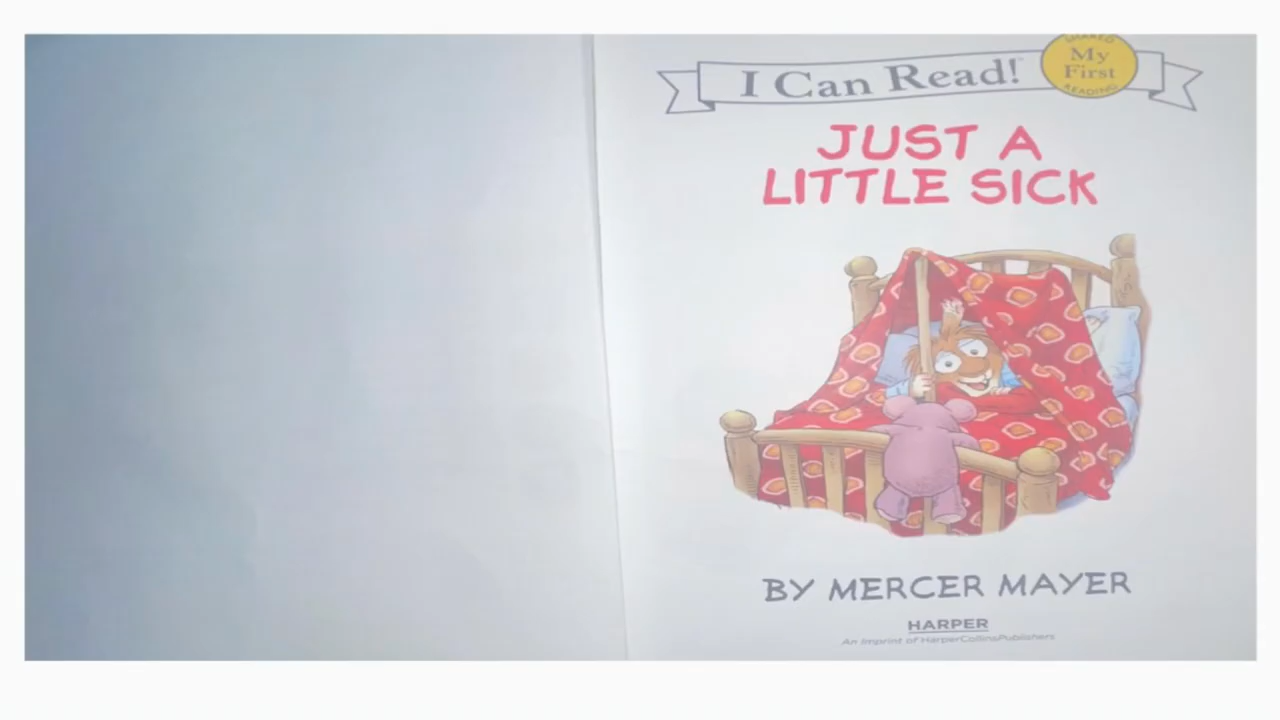 I Can Read!
SHARED
My
First
READING
JUST A
LITTLE SICK
BY MERCER MAYER
HARPER
An Imprint of HarperCollinsPublishers